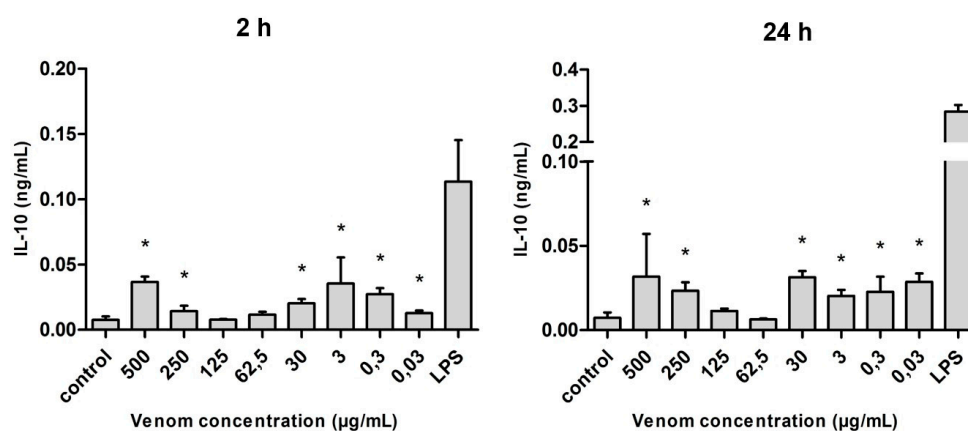 2 h
IL-10 (ng/mL)
0.20
0.15
0.10
0.05
0.00
* * * * * *
control 500 250 125 62,5 30 3 0,3 0,03 LPS
Venom concentration (µg/mL)
24 h
IL-10 (ng/mL)
0.4
0.3
0.2
0.10
0.05
0.00
* * * * * *
control 500 250 125 62,5 30 3 0,3 0,03 LPS
Venom concentration (µg/mL)